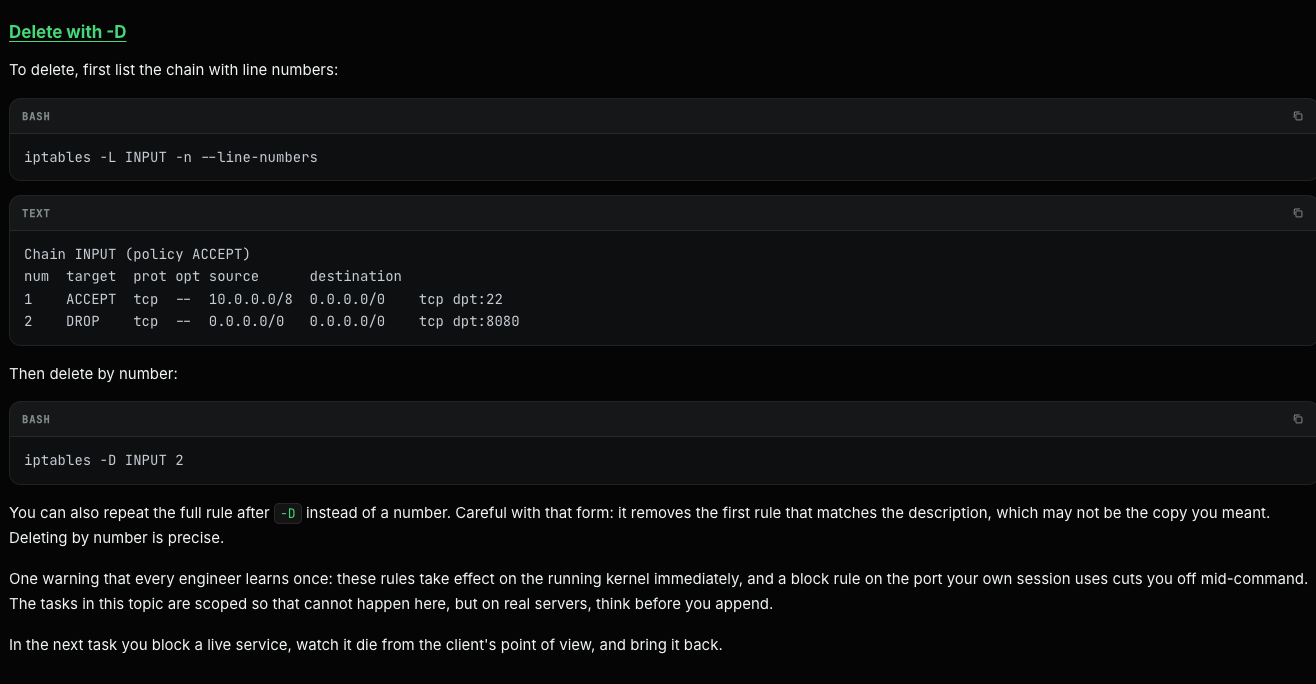 Delete with -D
To delete, first list the chain with line numbers:
BASH
iptables -L INPUT -n --line-numbers
TEXT
Chain INPUT (policy ACCEPT)
num  target  prot opt source      destination
1    ACCEPT  tcp  --  10.0.0.0/8  0.0.0.0/0    tcp dpt:22
2    DROP    tcp  --  0.0.0.0/0   0.0.0.0/0    tcp dpt:8080
Then delete by number:
BASH
iptables -D INPUT 2
You can also repeat the full rule after -D instead of a number. Careful with that form: it removes the first rule that matches the description, which may not be the copy you meant.
Deleting by number is precise.
One warning that every engineer learns once: these rules take effect on the running kernel immediately, and a block rule on the port your own session uses cuts you off mid-command.
The tasks in this topic are scoped so that cannot happen here, but on real servers, think before you append.
In the next task you block a live service, watch it die from the client's point of view, and bring it back.